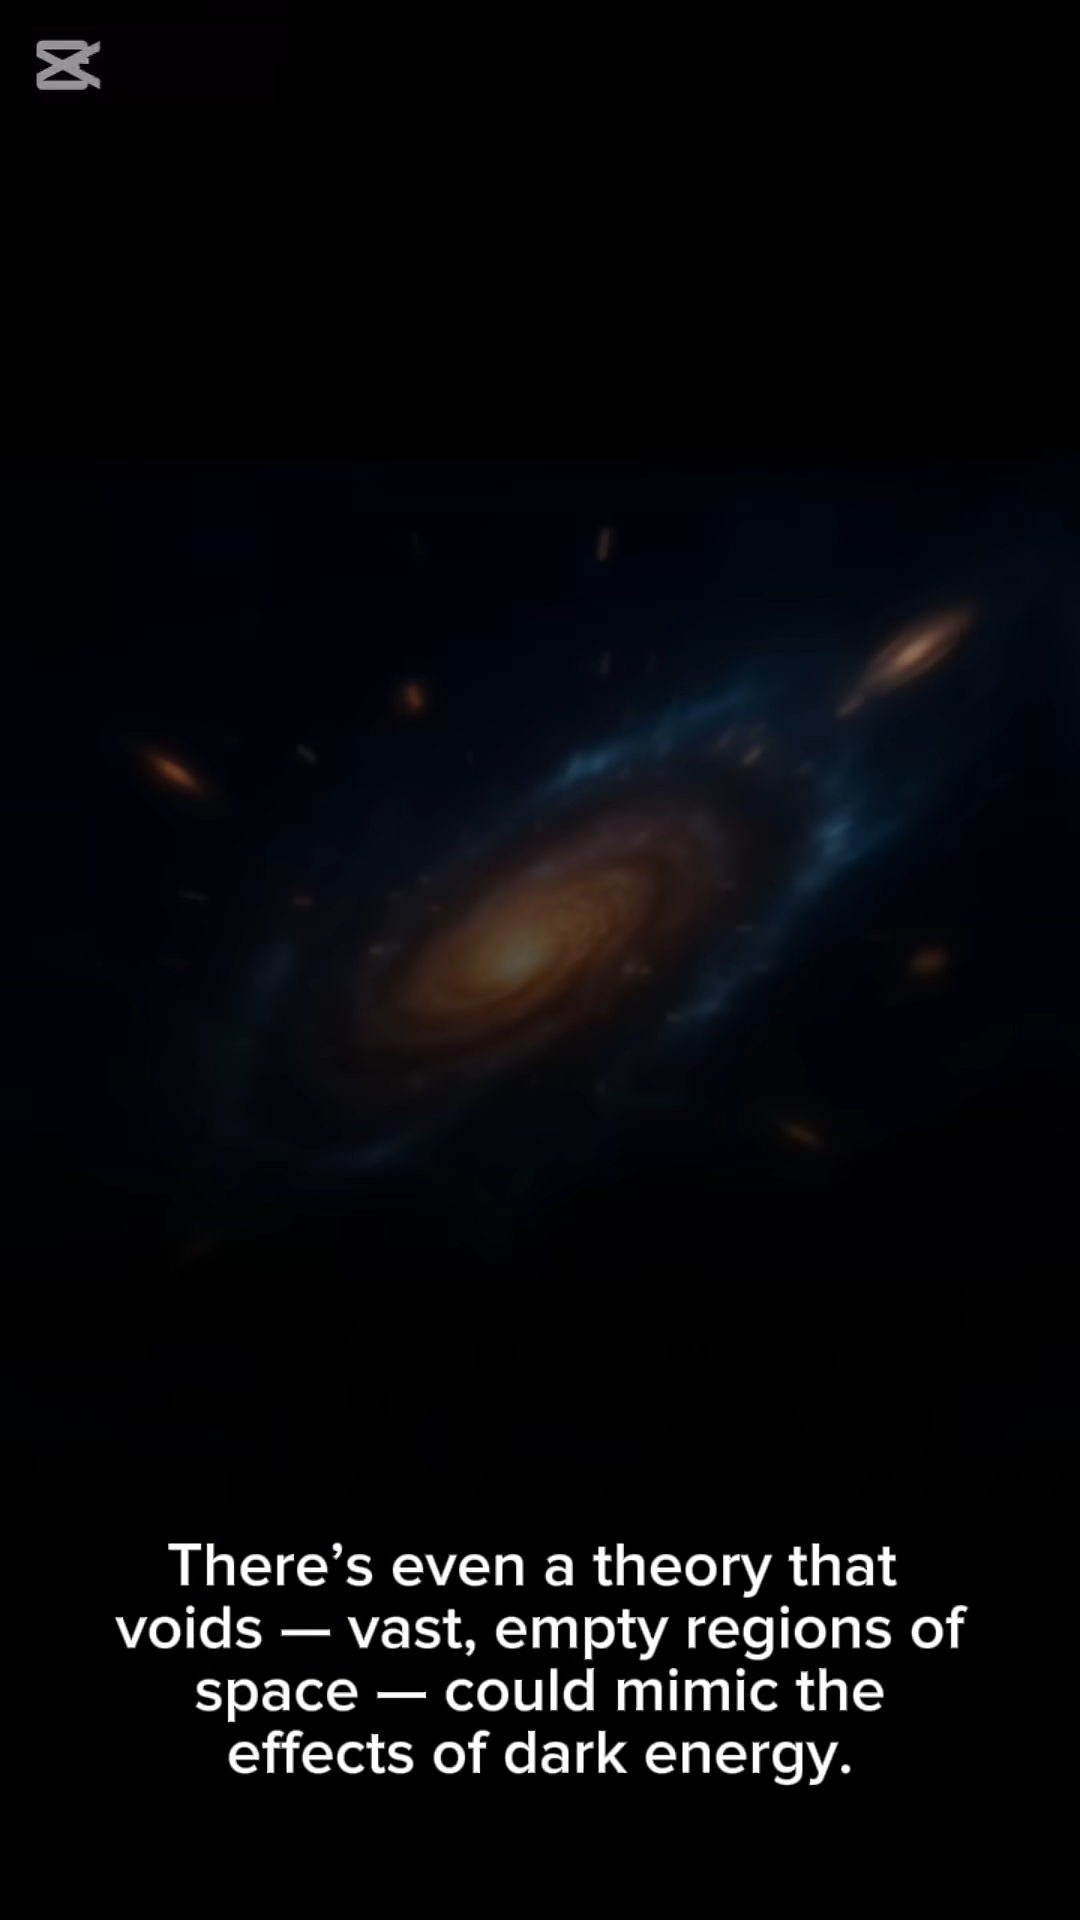 There’s even a theory that
voids — vast, empty regions of
space — could mimic the
effects of dark energy.